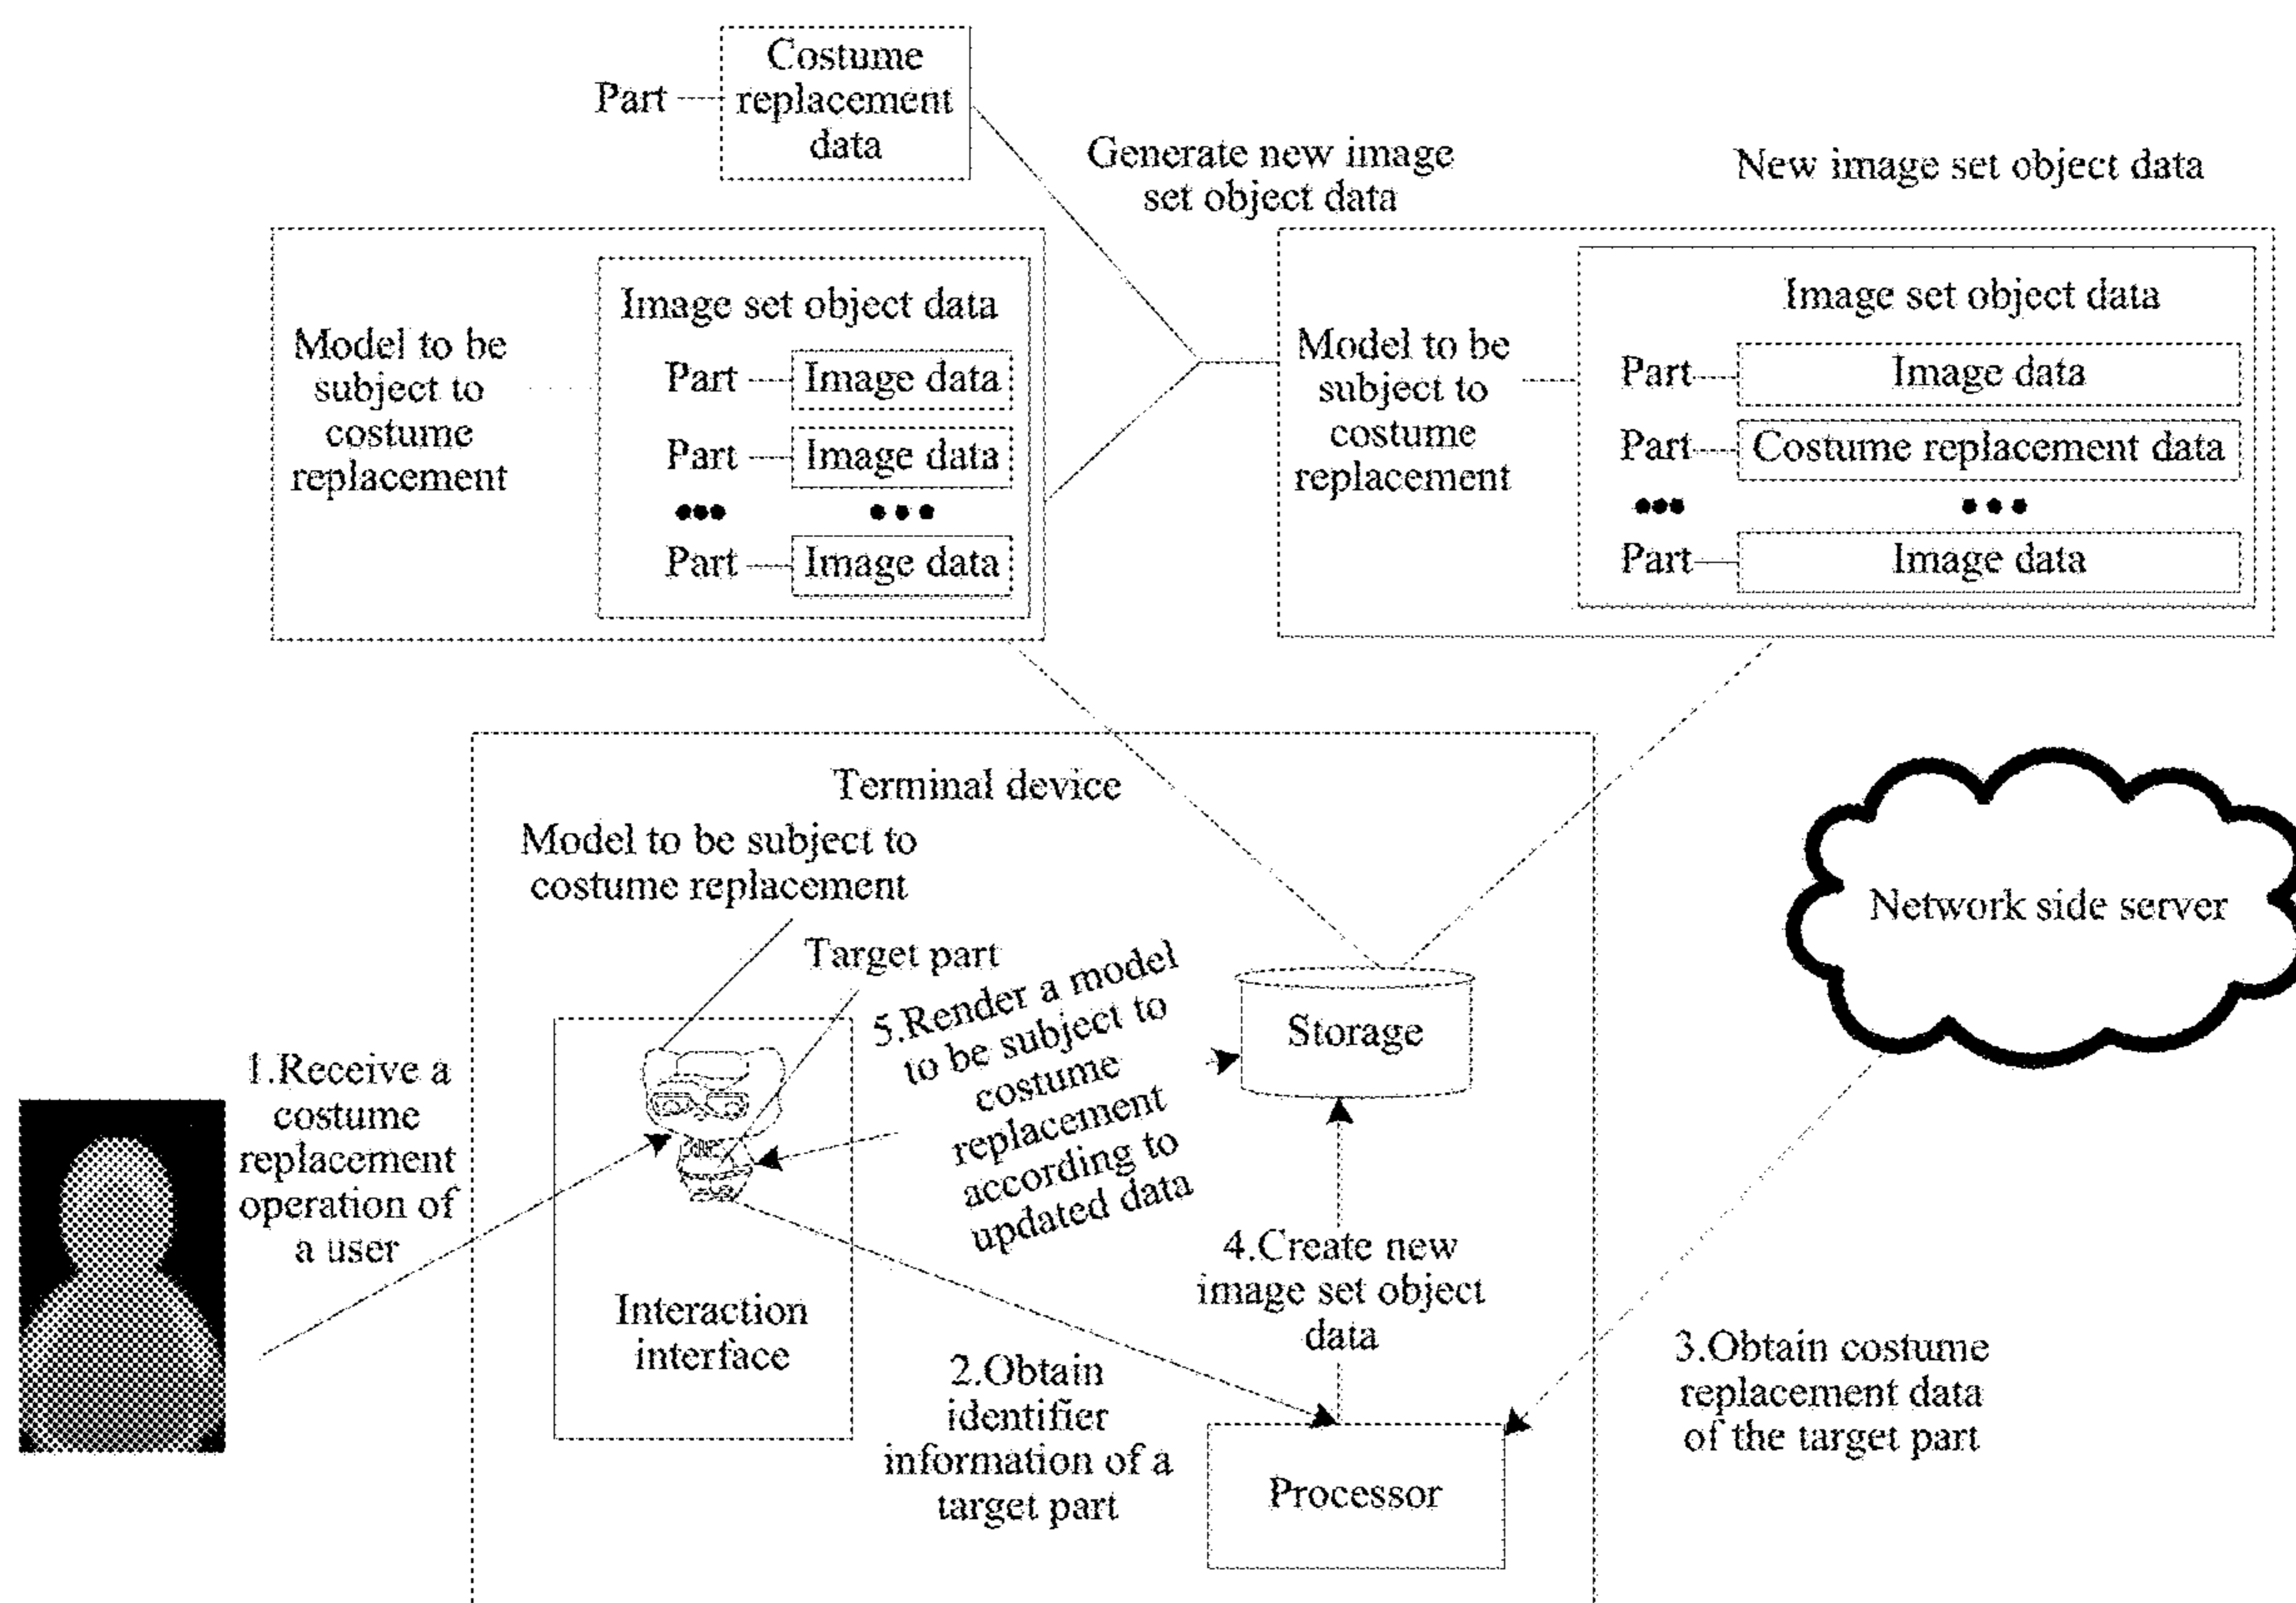 Costume
Part
replacement
data
Generate new image
set object data
New image set object data
Model to be
subject to
costume
replacement
Image set object data
Part
Image data
Part
Image data
•••
• • •
Part
Image data
Model to be
subject to
costume
replacement
Image set object data
Part
Image data
Part
Costume replacement data
•••
• • •
Part
Image data
Terminal device
Model to be subject to
costume replacement
Target part
Network side server
1.Receive a
costume
replacement
operation of
a user
5.Render a model
to be subject to
costume
replacement
according to
updated data
Storage
Interaction
interface
4.Create new
image set object
data
2.Obtain
identifier
information of a
target part
Processor
3.Obtain costume
replacement data
of the target part